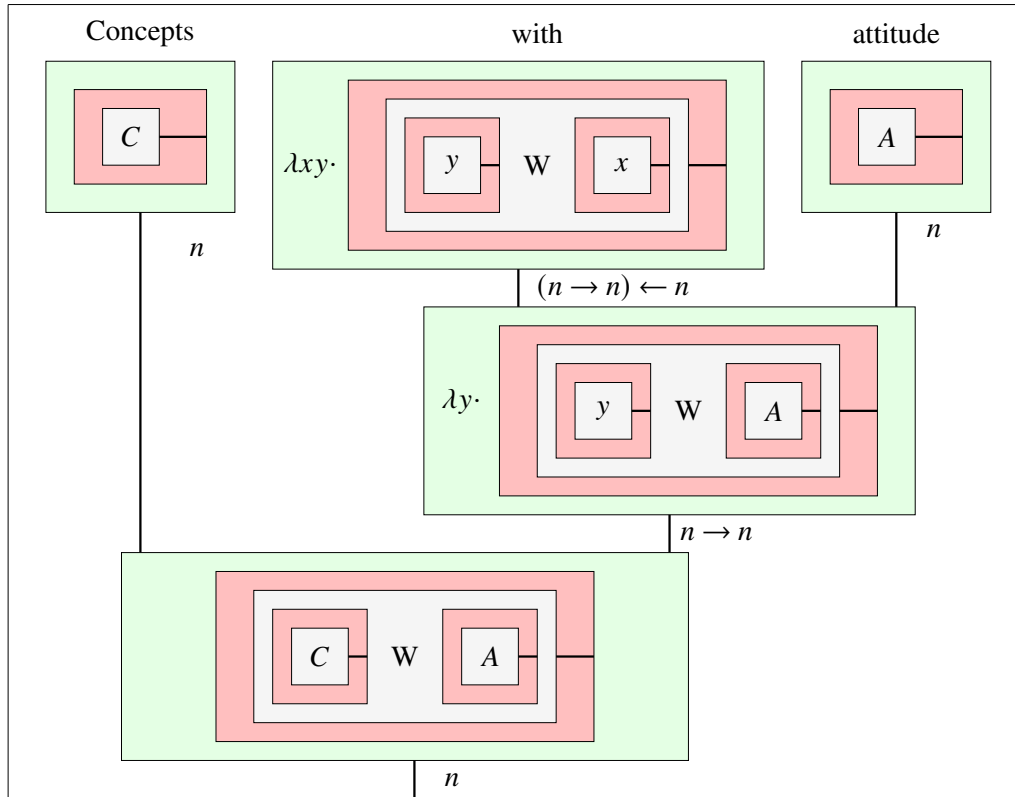 Concepts with attitude
C
λxy· y W x
A
n
n
(n → n) ← n
λy· y W A
n → n
C W A
n